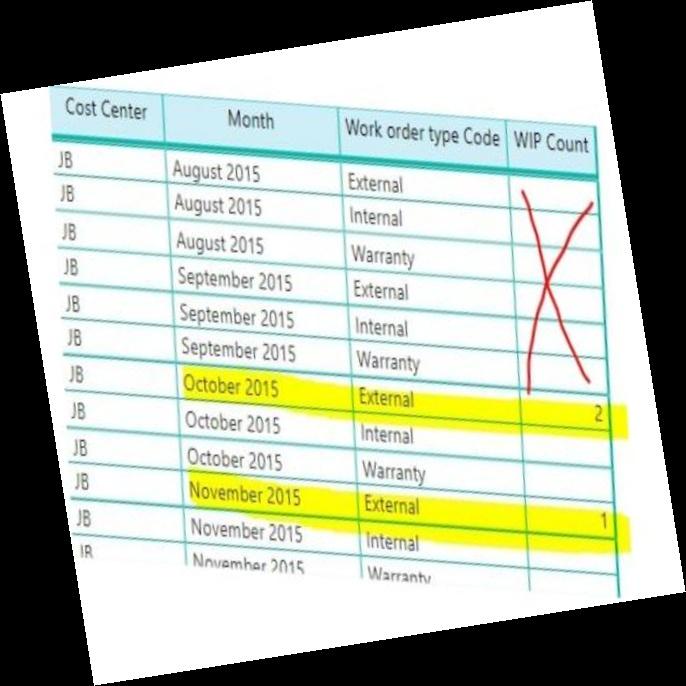 Cost Center Month Work order type Code WIP Count
JB August 2015 External
JB August 2015 Internal
JB August 2015 Warranty
JB September 2015 External
JB September 2015 Internal
JB September 2015 Warranty
JB October 2015 External 2
JB October 2015 Internal
JB October 2015 Warranty
JB November 2015 External 1
JB November 2015 Internal
JB November 2015 Warranty